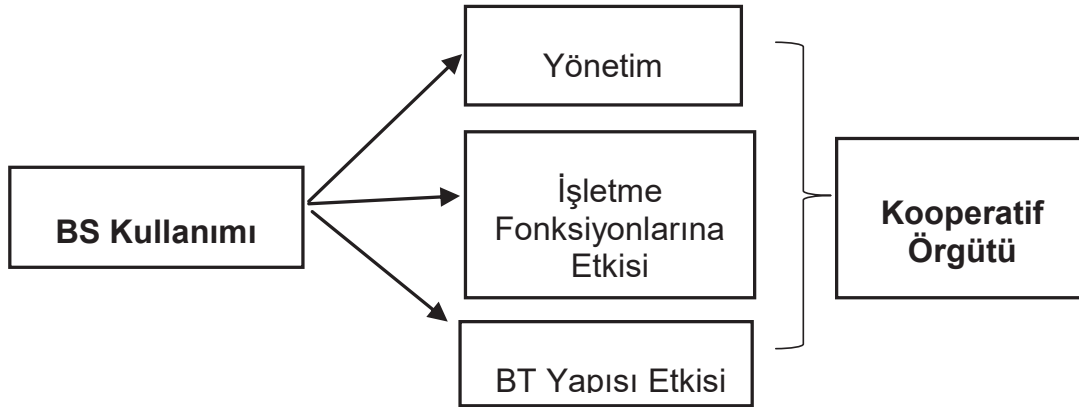 BS Kullanımı
Yönetim
İşletme
Fonksiyonlarına
Etkisi
BT Yapısı Etkisi
Kooperatif
Örgütü